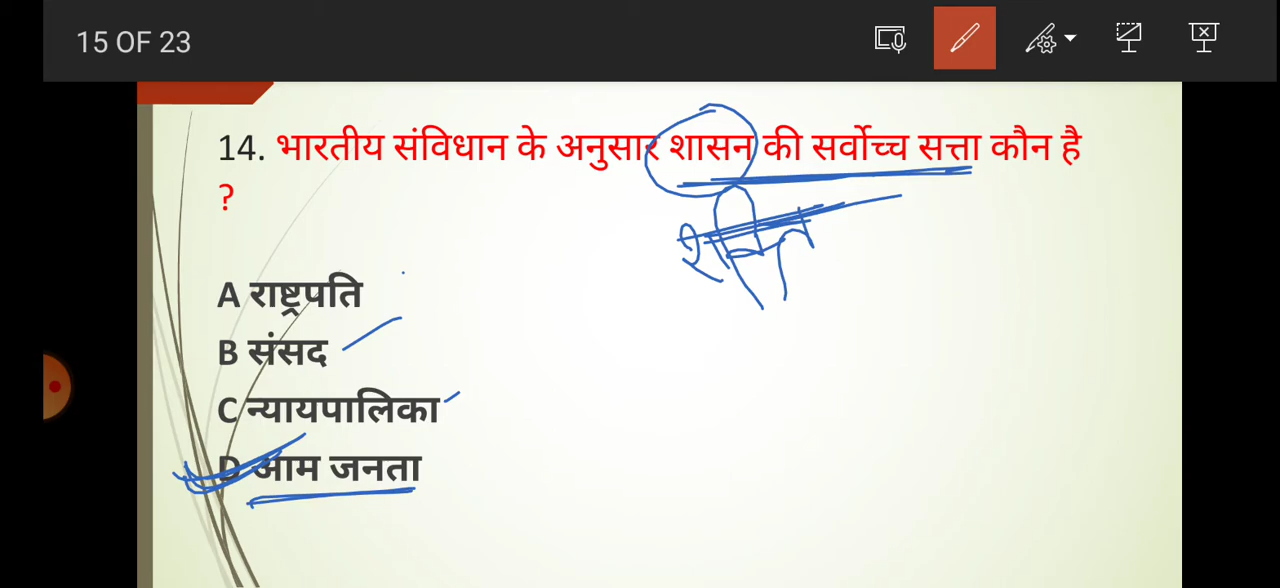 15 OF 23
14. भारतीय संविधान के अनुसार शासन की सर्वोच्च सत्ता कौन है
?
A राष्ट्रपति
B संसद
C न्यायपालिका
D आम जनता